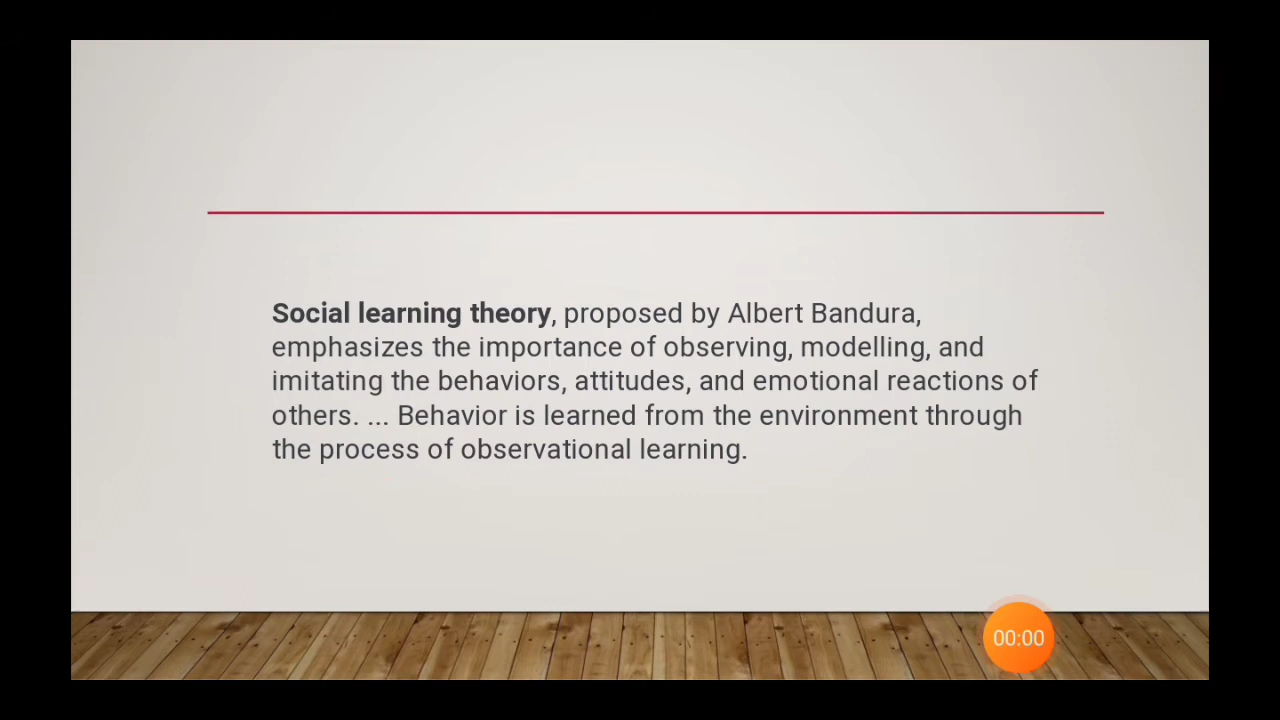 Social learning theory, proposed by Albert Bandura,
emphasizes the importance of observing, modelling, and
imitating the behaviors, attitudes, and emotional reactions of
others. ... Behavior is learned from the environment through
the process of observational learning.
00:00